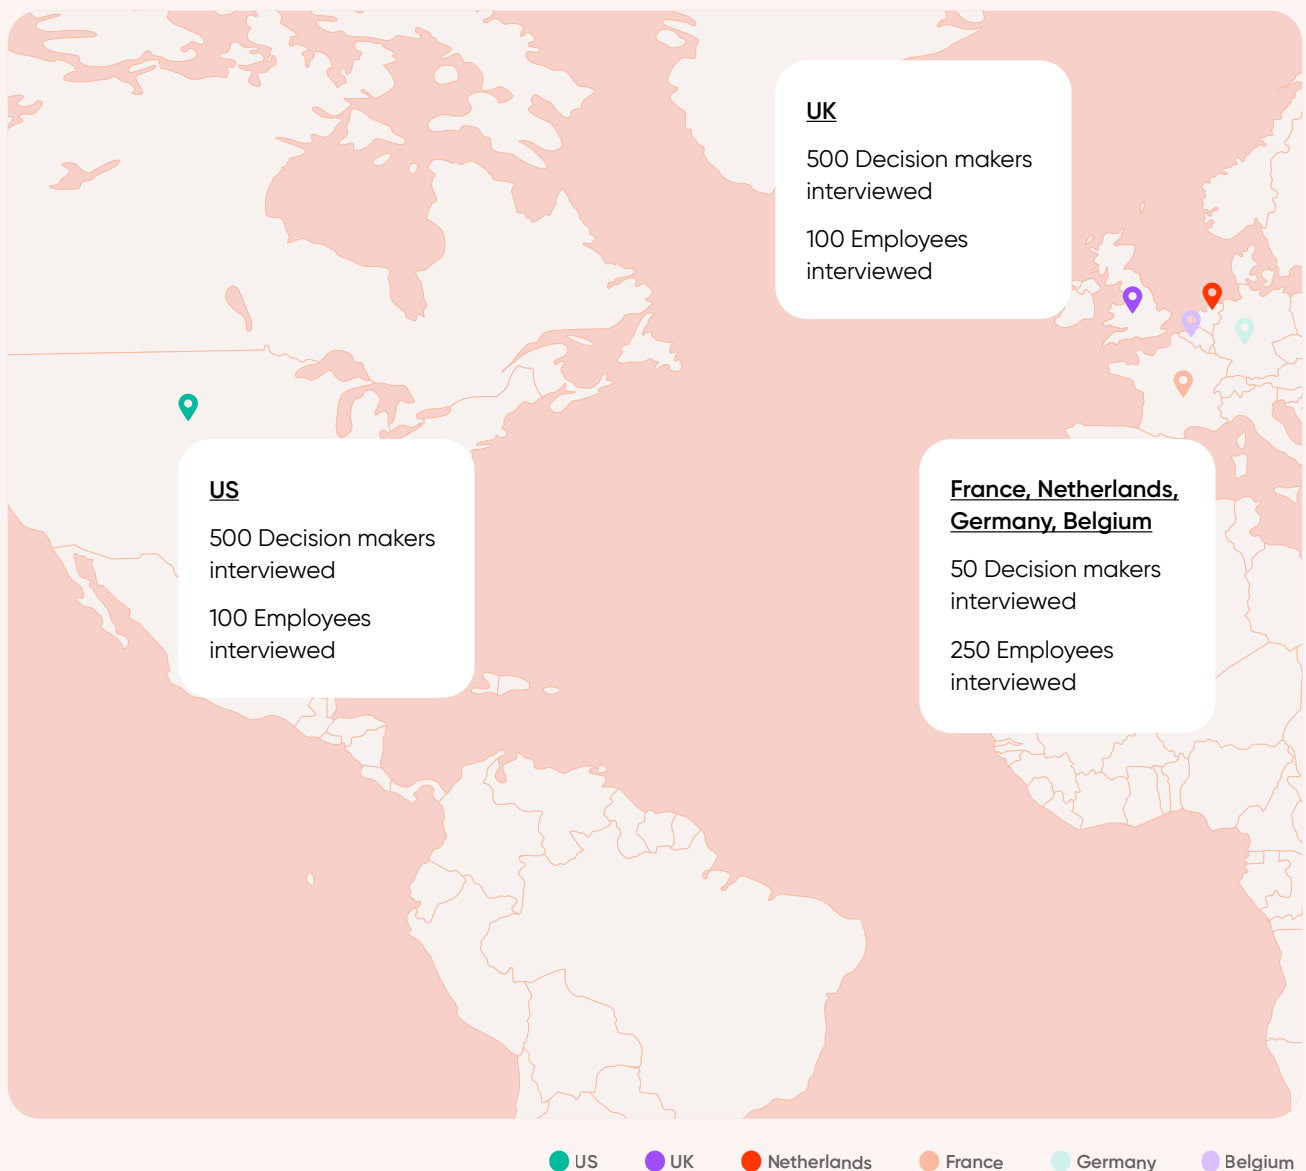 UK
500 Decision makers
interviewed
100 Employees
interviewed
US
500 Decision makers
interviewed
100 Employees
interviewed
France, Netherlands,
Germany, Belgium
50 Decision makers
interviewed
250 Employees
interviewed
US UK Netherlands France Germany Belgium